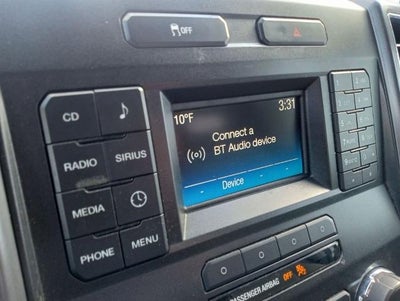 OFF
10°F
3:31
Connect a
BT Audio device
Device
CD
RADIO
SIRIUS
MEDIA
PHONE
MENU
PASSENGER AIRBAG
OFF